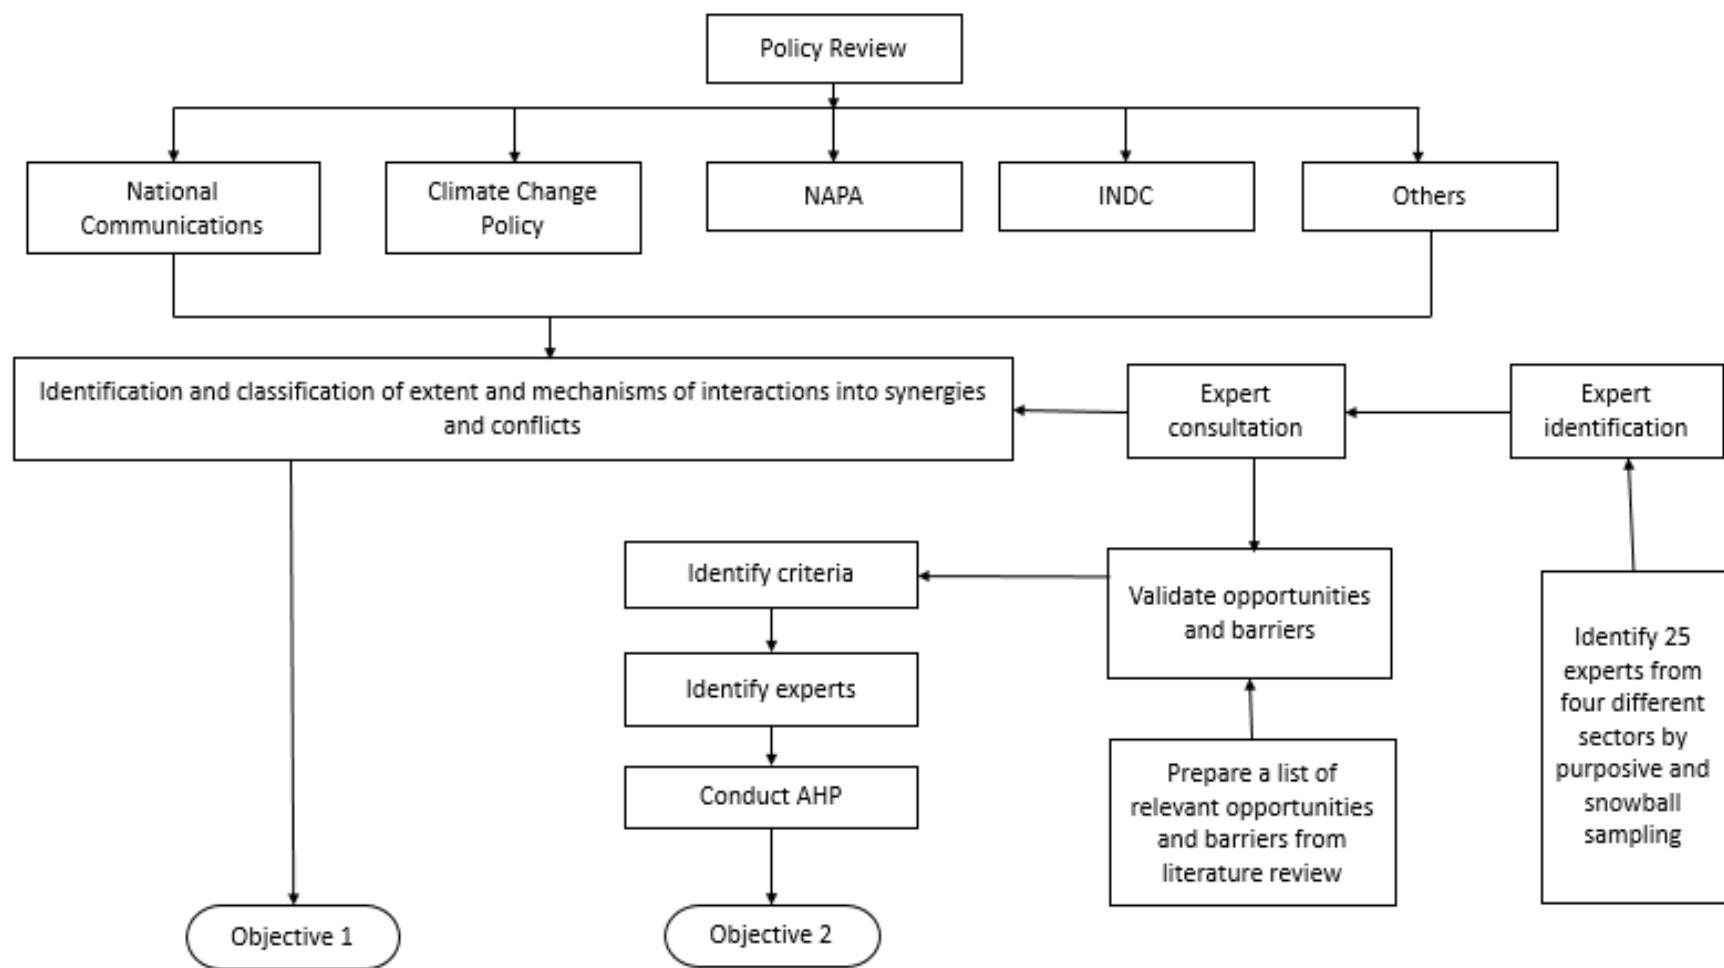 Policy Review
National
Communications
Climate Change
Policy
NAPA
INDC
Others
Identification and classification of extent and mechanisms of interactions into synergies
and conflicts
Expert
consultation
Expert
identification
Identify criteria
Validate opportunities
and barriers
Identify 25
experts from
four different
sectors by
purposive and
snowball
sampling
Identify experts
Conduct AHP
Prepare a list of
relevant opportunities
and barriers from
literature review
Objective 1
Objective 2